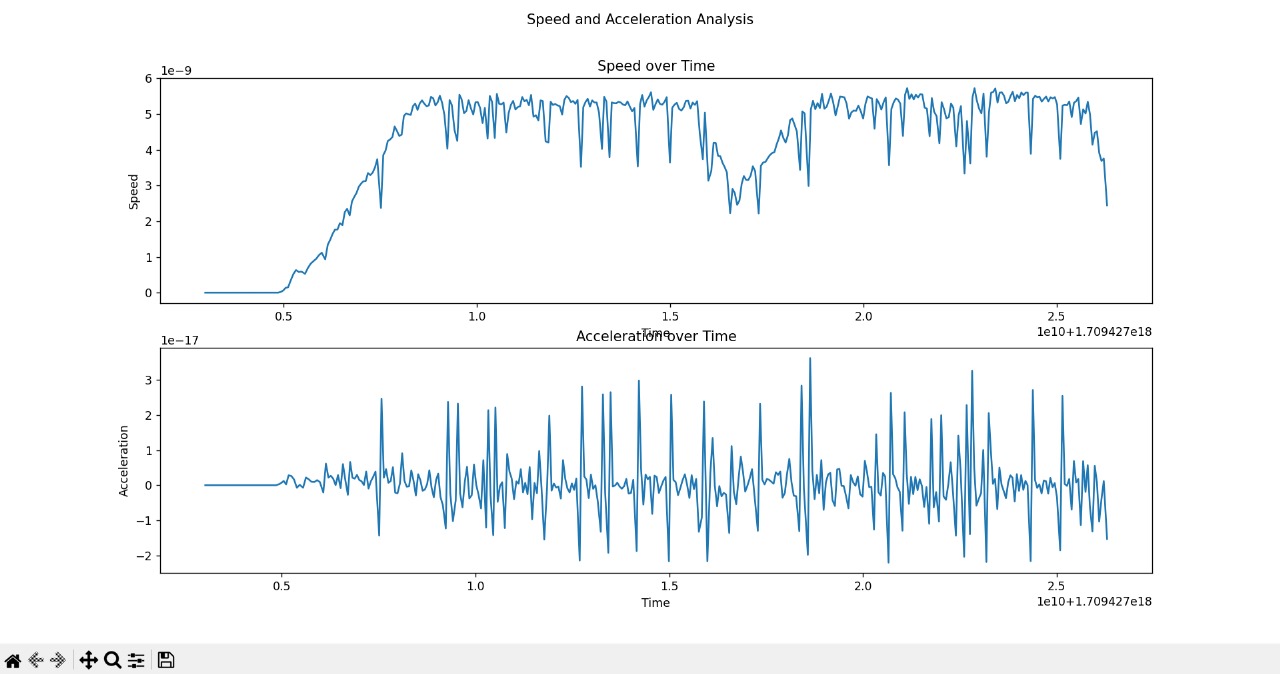 Speed and Acceleration Analysis
Speed over Time
1e−9
6
5
4
3
2
1
0
Speed
0.5 1.0 1.5 2.0 2.5
1e10+1.709427e18
Time
Acceleration over Time
1e−17
3
2
1
0
−1
−2
Acceleration
0.5 1.0 1.5 2.0 2.5
1e10+1.709427e18
Time